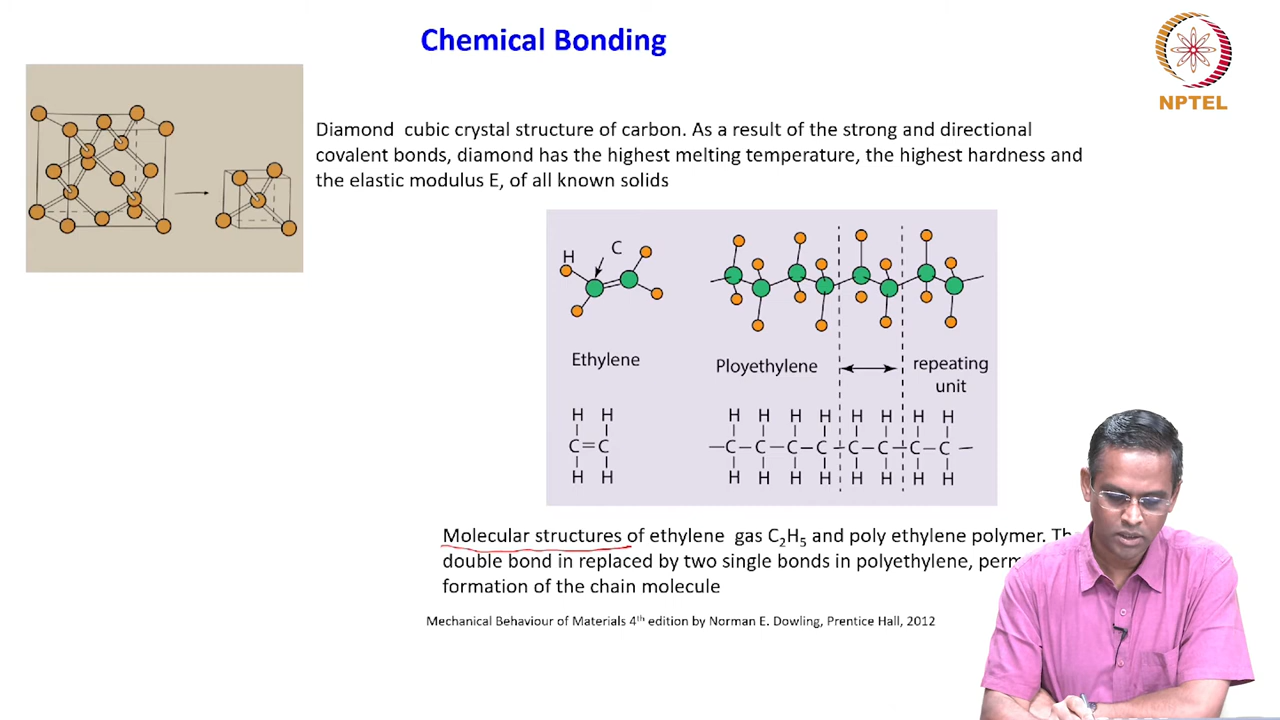 Chemical Bonding
NPTEL
Diamond cubic crystal structure of carbon. As a result of the strong and directional
covalent bonds, diamond has the highest melting temperature, the highest hardness and
the elastic modulus E, of all known solids
H C
Ethylene
Ployethylene
repeating
unit
H H
C=C
H H
H H H H H H H H
—C—C—C—C—C—C—C—C—
H H H H H H H H
Molecular structures of ethylene gas C₂H₅ and poly ethylene polymer.
double bond in replaced by two single bonds in polyethylene,
formation of the chain molecule
Mechanical Behaviour of Materials 4th edition by Norman E. Dowling, Prentice Hall, 2012